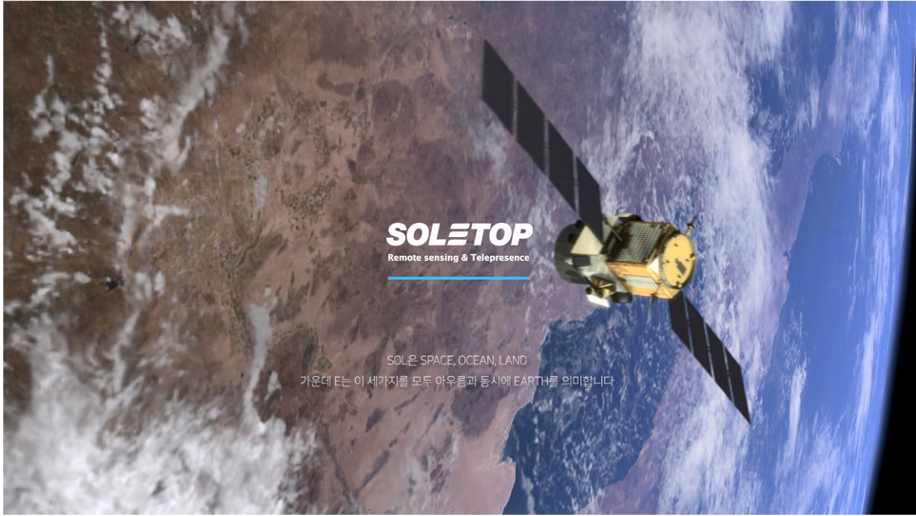 SOLETOP
Remote sensing & Telepresence
SOL은 SPACE, OCEAN, LAND
가운데 E는 이 세가지를 모두 아우름과 동시에 EARTH를 의미합니다